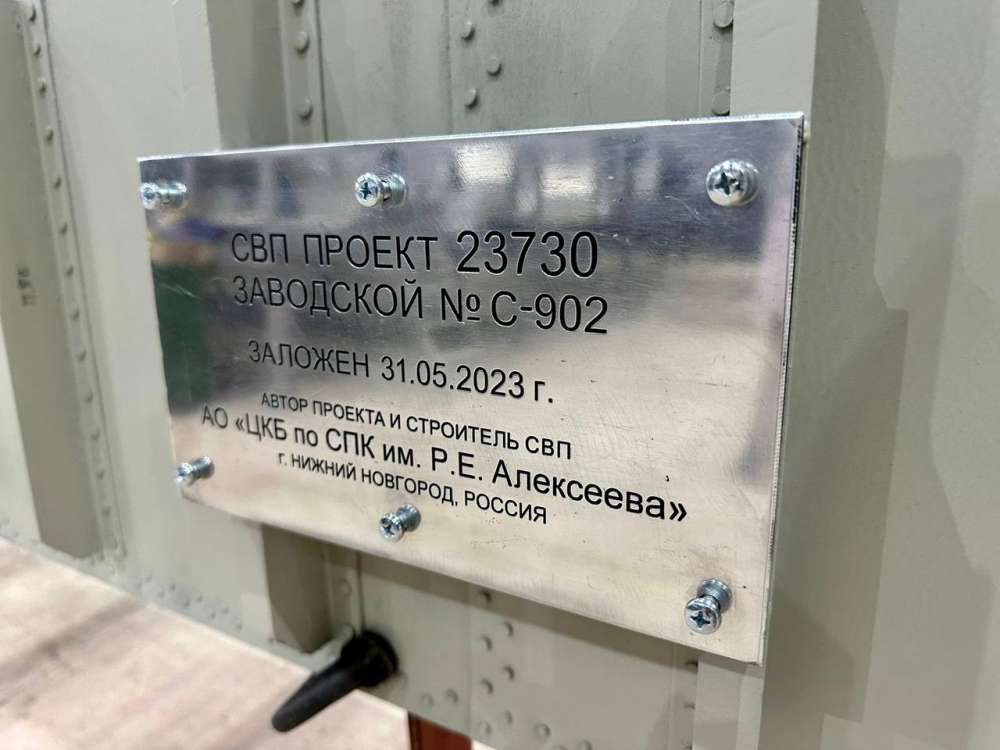 СВП ПРОЕКТ 23730
ЗАВОДСКОЙ № С-902
ЗАЛОЖЕН 31.05.2023 г.
АВТОР ПРОЕКТА И СТРОИТЕЛЬ СВП
АО «ЦКБ по СПК им. Р.Е. Алексеева»
г. НИЖНИЙ НОВГОРОД, РОССИЯ